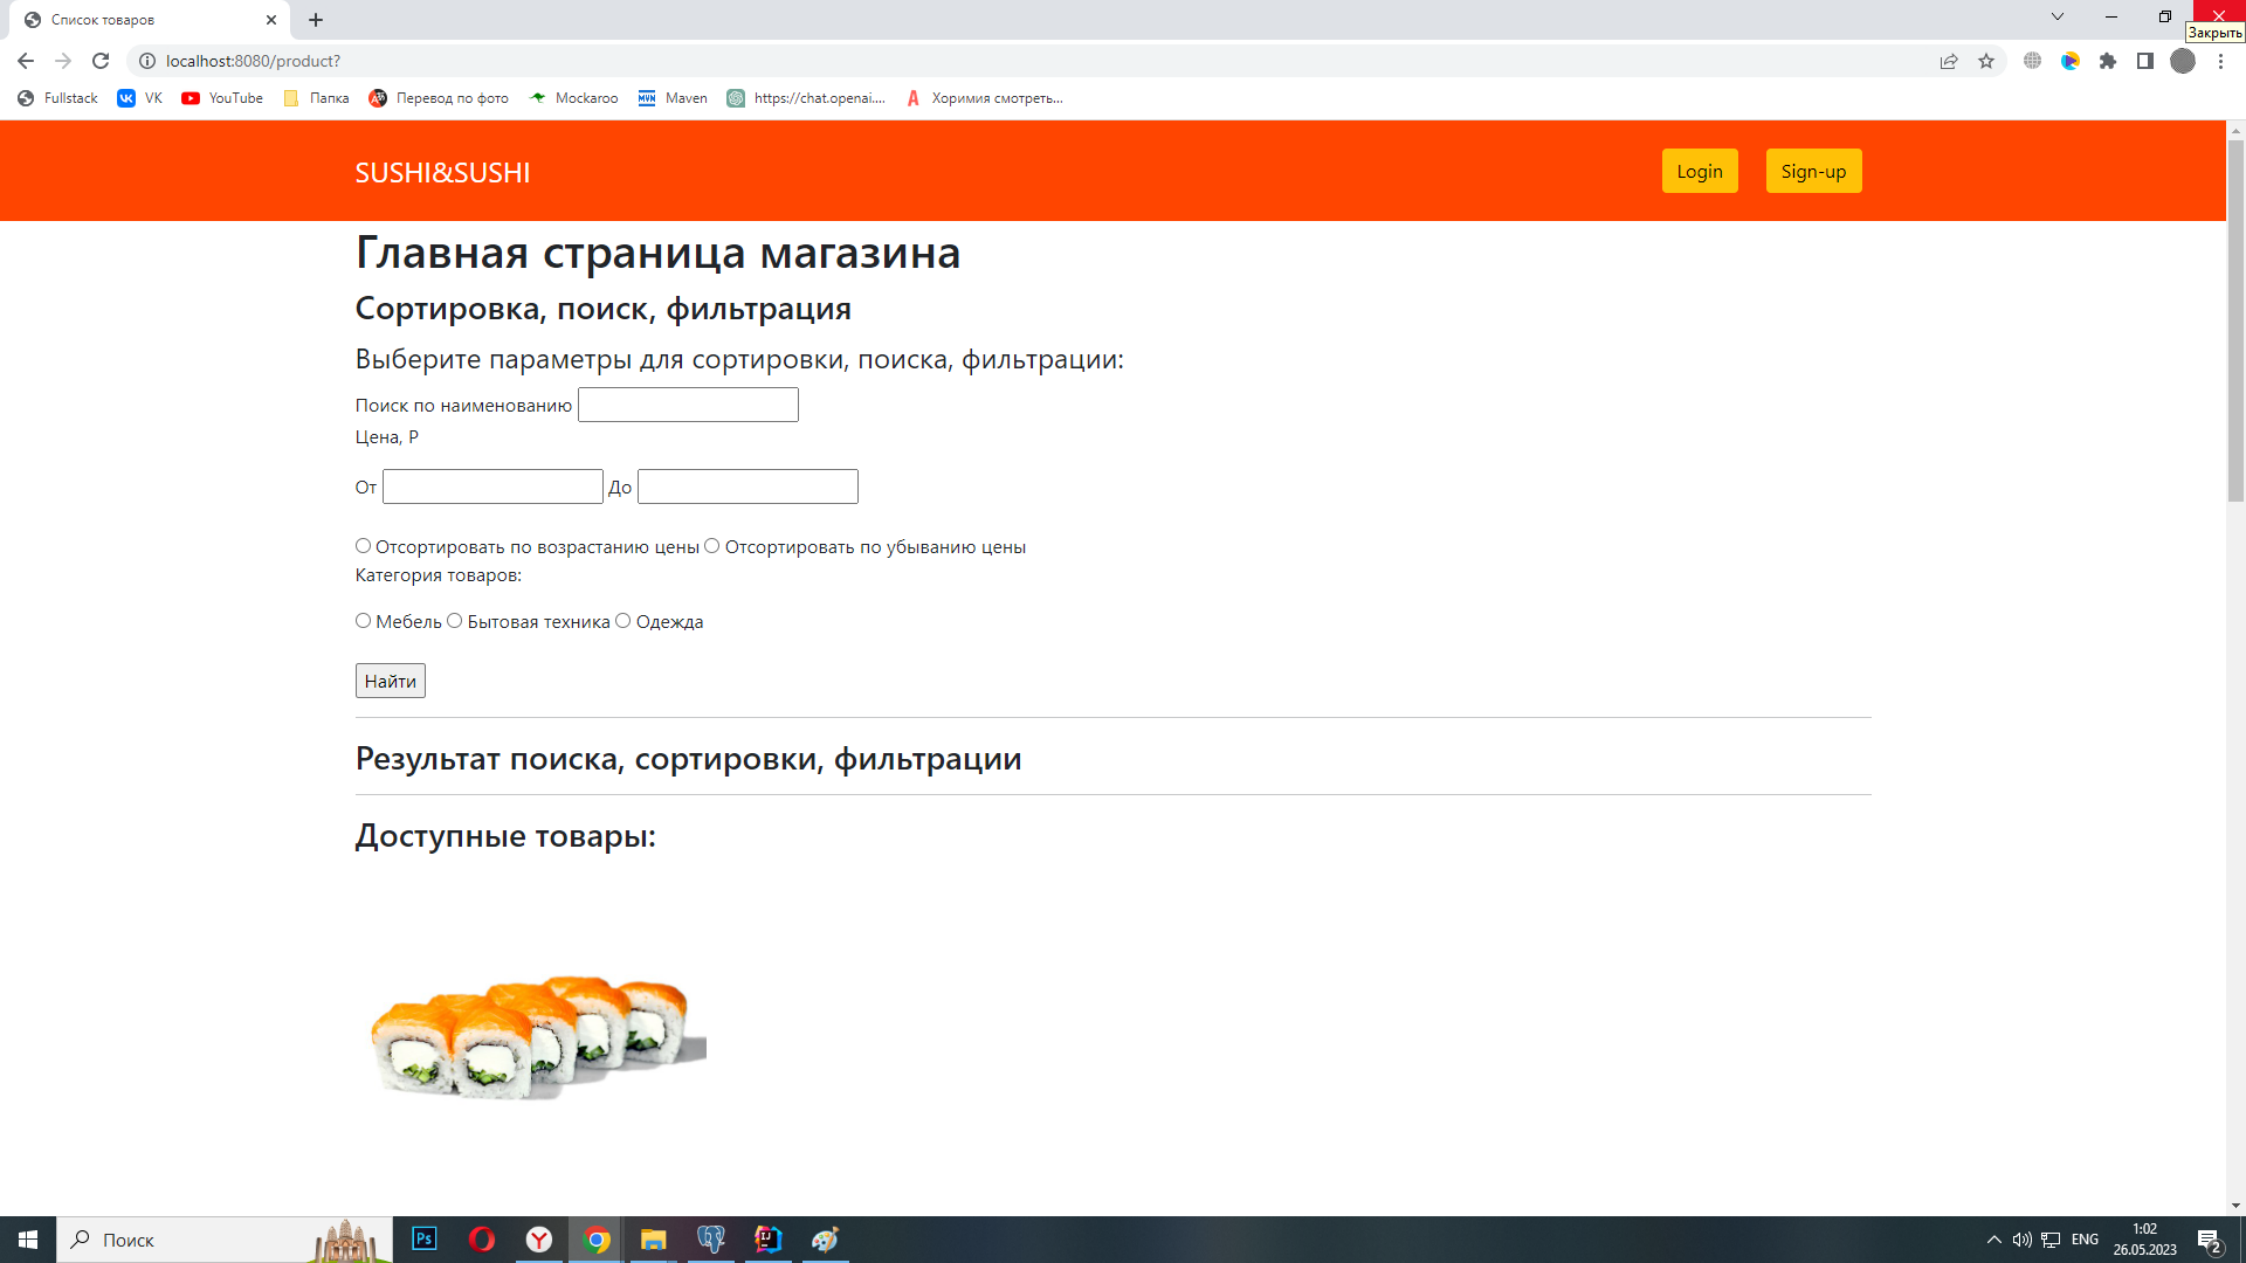 Список товаров
Закрыть
localhost:8080/product?
Fullstack VK YouTube Папка Перевод по фото Mockaroo MVN Maven https://chat.openai.... Хоримия смотреть...
SUSHI&SUSHI Login Sign-up
Главная страница магазина
Сортировка, поиск, фильтрация
Выберите параметры для сортировки, поиска, фильтрации:
Поиск по наименованию
Цена, Р
От До
Отсортировать по возрастанию цены Отсортировать по убыванию цены
Категория товаров:
Мебель Бытовая техника Одежда
Найти
Результат поиска, сортировки, фильтрации
Доступные товары:
Поиск Ps ENG 1:02
26.05.2023 2